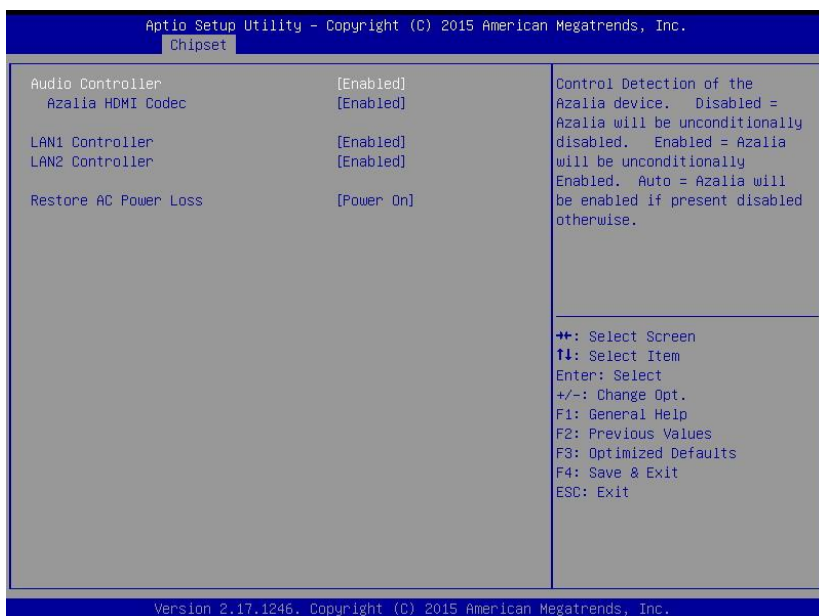 Aptio Setup Utility – Copyright (C) 2015 American Megatrends, Inc.
Chipset
Audio Controller [Enabled]
Azalia HDMI Codec [Enabled]
LAN1 Controller [Enabled]
LAN2 Controller [Enabled]
Restore AC Power Loss [Power On]
Control Detection of the
Azalia device. Disabled =
Azalia will be unconditionally
disabled. Enabled = Azalia
will be unconditionally
Enabled. Auto = Azalia will
be enabled if present disabled
otherwise.
→←: Select Screen
↑↓: Select Item
Enter: Select
+/-: Change Opt.
F1: General Help
F2: Previous Values
F3: Optimized Defaults
F4: Save & Exit
ESC: Exit
Version 2.17.1246. Copyright (C) 2015 American Megatrends, Inc.